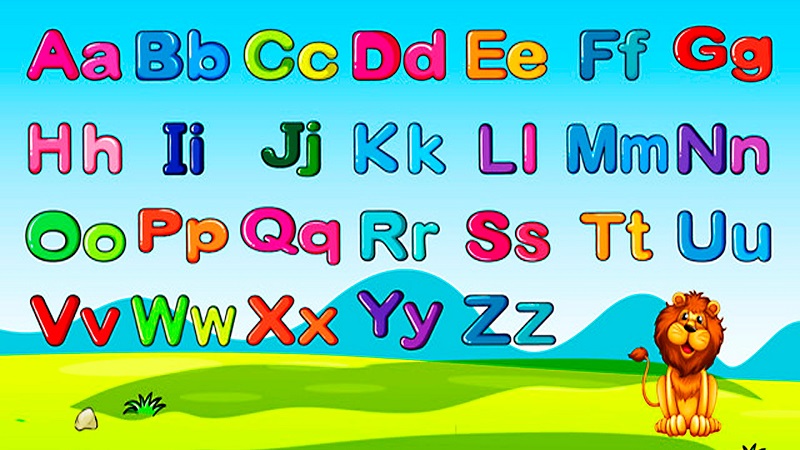 Aa Bb Cc Dd Ee Ff Gg
Hh Ii Jj Kk Ll Mm Nn
Oo Pp Qq Rr Ss Tt Uu
Vv Ww Xx Yy Zz